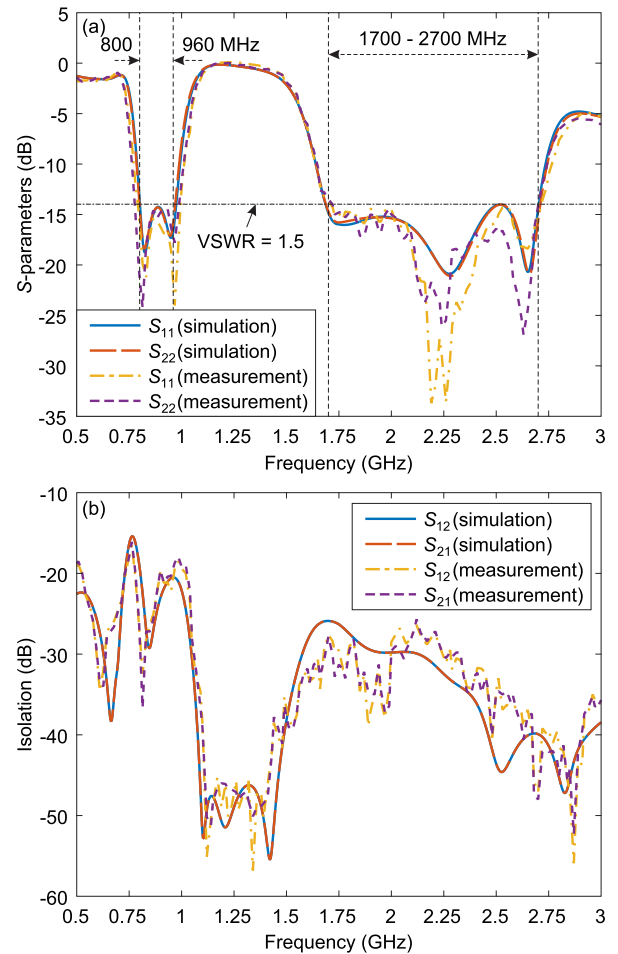 (a)
800
960 MHz
1700 - 2700 MHz
0
-5
-10
-15
-20
-25
-30
-35
S-parameters (dB)
VSWR = 1.5
S11(simulation)
S22(simulation)
S11(measurement)
S22(measurement)
0.5 0.75 1 1.25 1.5 1.75 2 2.25 2.5 2.75 3
Frequency (GHz)
(b)
-10
-20
-30
-40
-50
-60
Isolation (dB)
S12(simulation)
S21(simulation)
S12(measurement)
S21(measurement)
0.5 0.75 1 1.25 1.5 1.75 2 2.25 2.5 2.75 3
Frequency (GHz)